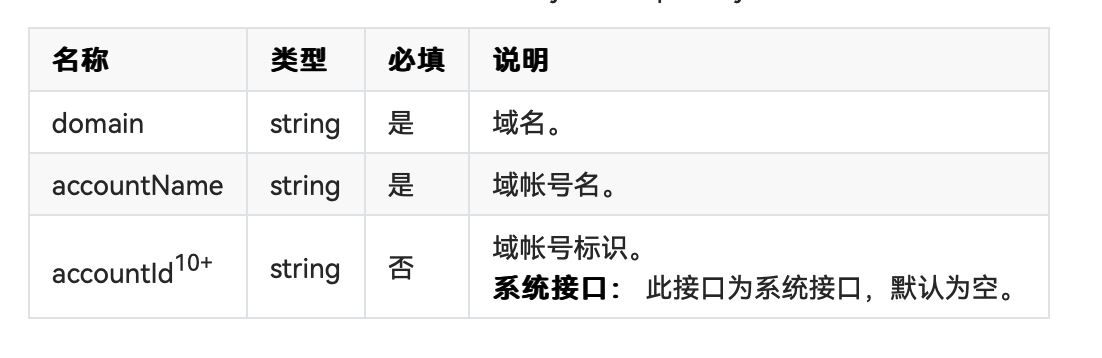 名称 类型 必填 说明
domain string 是 域名。
accountName string 是 域帐号名。
accountId10+ string 否 域帐号标识。
系统接口： 此接口为系统接口，默认为空。